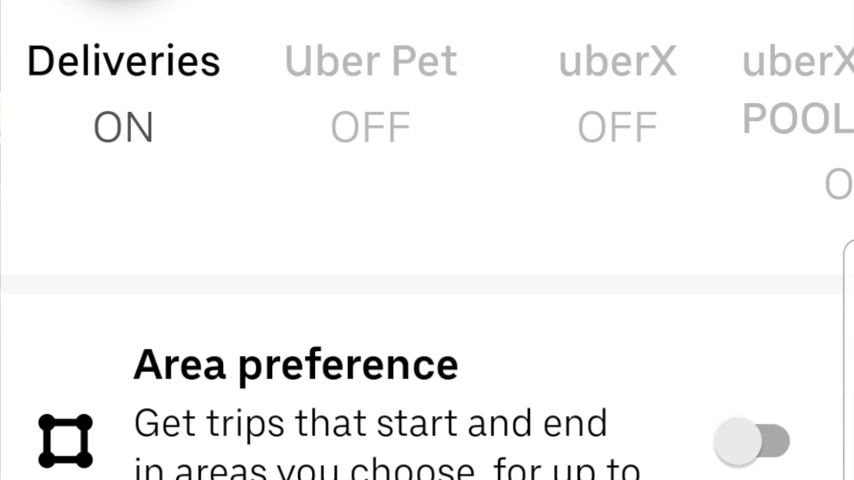 Deliveries Uber Pet uberX uberX
ON OFF OFF POOL
O
Area preference
Get trips that start and end
in areas you choose, for up to